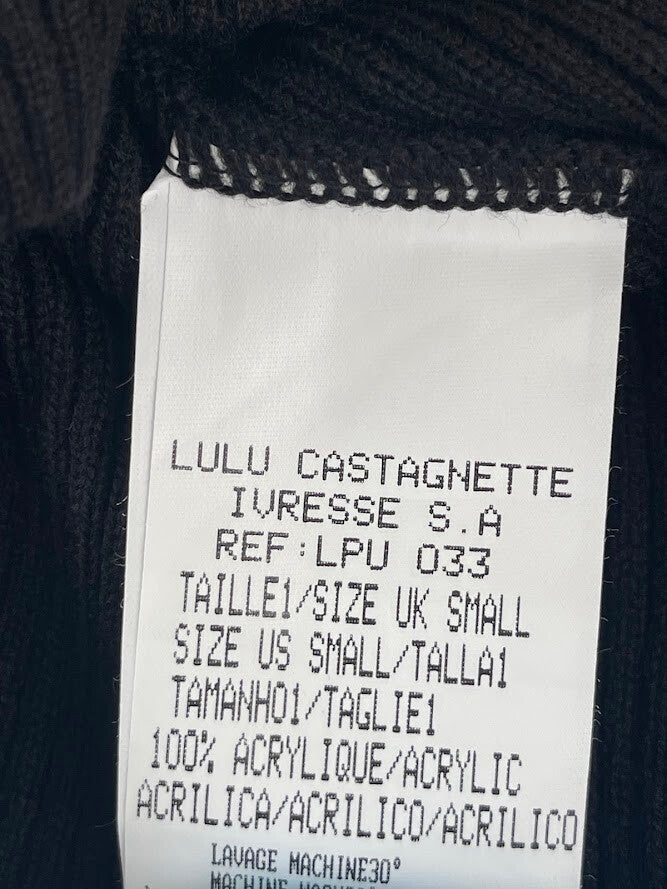 LULU CASTAGNETTE
IVRESSE S.A
REF:LPU 033
TAILLE1/SIZE UK SMALL
SIZE US SMALL/TALLA1
TAMANHO1/TAGLIE1
100% ACRYLIQUE/ACRYLIC
ACRILICA/ACRILICO/ACRILICO
LAVAGE MACHINE30°
MACHINE